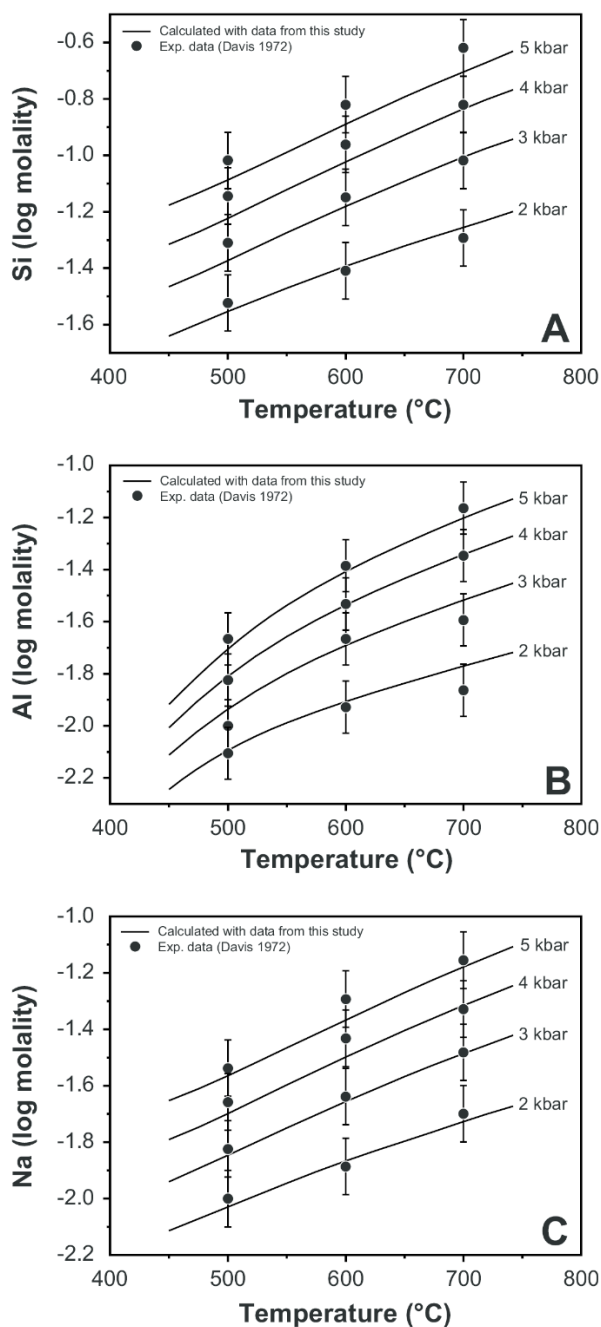 -0.6
-0.8
-1.0
-1.2
-1.4
-1.6
Si (log molality)
Calculated with data from this study
Exp. data (Davis 1972)
5 kbar
4 kbar
3 kbar
2 kbar
A
400 500 600 700 800
Temperature (°C)
-1.0
-1.2
-1.4
-1.6
-1.8
-2.0
-2.2
Al (log molality)
Calculated with data from this study
Exp. data (Davis 1972)
5 kbar
4 kbar
3 kbar
2 kbar
B
400 500 600 700 800
Temperature (°C)
-1.0
-1.2
-1.4
-1.6
-1.8
-2.0
-2.2
Na (log molality)
Calculated with data from this study
Exp. data (Davis 1972)
5 kbar
4 kbar
3 kbar
2 kbar
C
400 500 600 700 800
Temperature (°C)